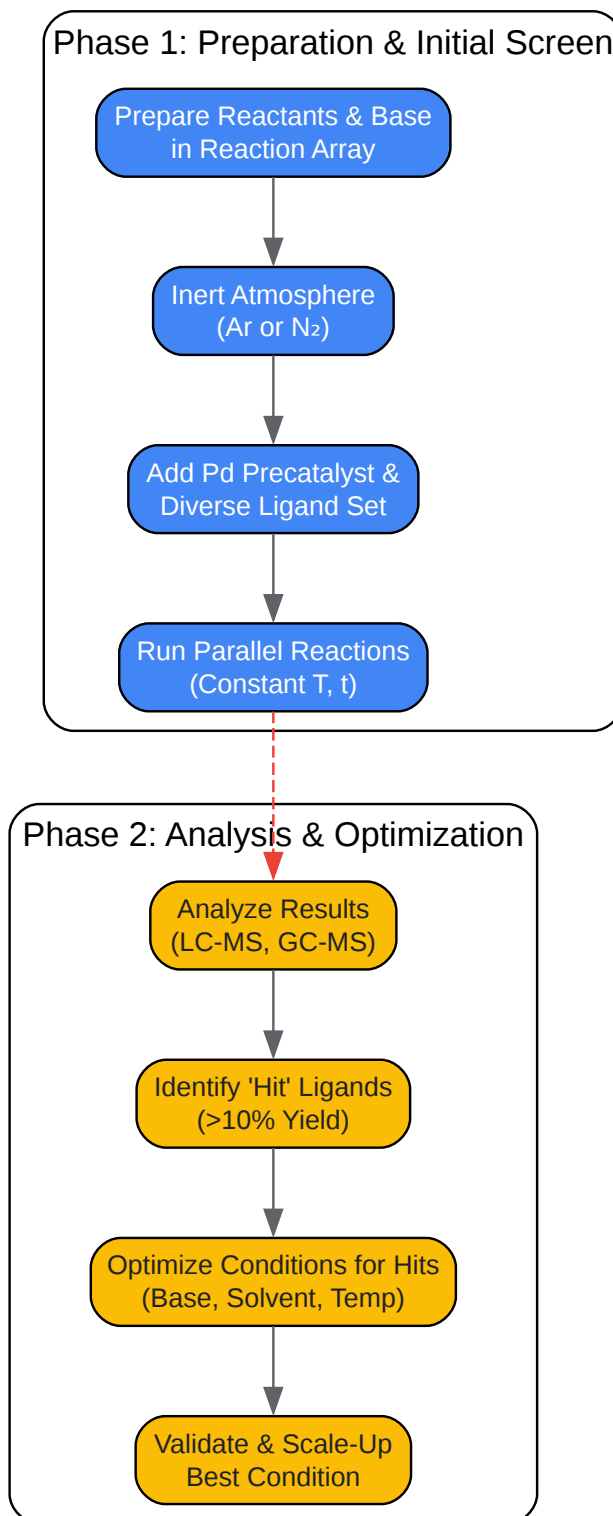 Phase 1: Preparation & Initial Screen
Prepare Reactants & Base
in Reaction Array
Inert Atmosphere
(Ar or N₂)
Add Pd Precatalyst &
Diverse Ligand Set
Run Parallel Reactions
(Constant T, t)
Phase 2: Analysis & Optimization
Analyze Results
(LC-MS, GC-MS)
Identify 'Hit' Ligands
(>10% Yield)
Optimize Conditions for Hits
(Base, Solvent, Temp)
Validate & Scale-Up
Best Condition